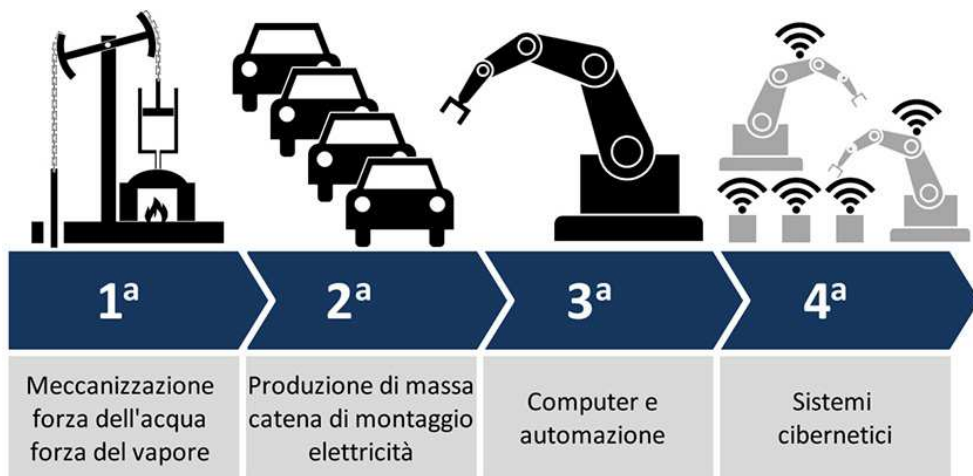 1ª
2ª
3ª
4ª
Meccanizzazione
forza dell'acqua
forza del vapore
Produzione di massa
catena di montaggio
elettricità
Computer e
automazione
Sistemi
cibernetici